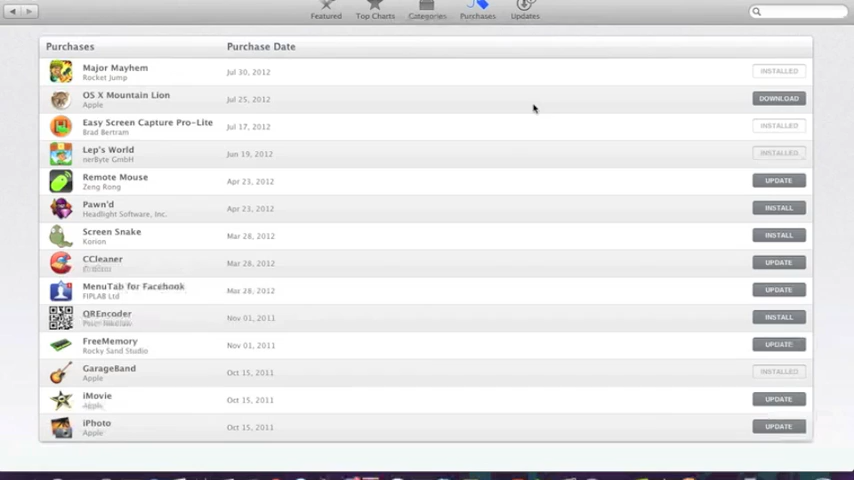 Featured Top Charts Categories Purchases Updates
Purchases Purchase Date
Major Mayhem
Rocket Jump
Jul 30, 2012
INSTALLED
OS X Mountain Lion
Apple
Jul 25, 2012
DOWNLOAD
Easy Screen Capture Pro-Lite
Brad Bertram
Jul 17, 2012
INSTALLED
Lep's World
nerByte GmbH
Jun 19, 2012
INSTALLED
Remote Mouse
Zeng Rong
Apr 23, 2012
UPDATE
Pawn'd
Headlight Software, Inc.
Apr 23, 2012
INSTALL
Screen Snake
Korion
Mar 28, 2012
INSTALL
CCleaner
Mar 28, 2012
UPDATE
MenuTab for Facebook
FIPLAB Ltd
Mar 28, 2012
UPDATE
QREncoder
Nov 01, 2011
INSTALL
FreeMemory
Rocky Sand Studio
Nov 01, 2011
UPDATE
GarageBand
Apple
Oct 15, 2011
INSTALLED
iMovie
Apple
Oct 15, 2011
UPDATE
iPhoto
Apple
Oct 15, 2011
UPDATE